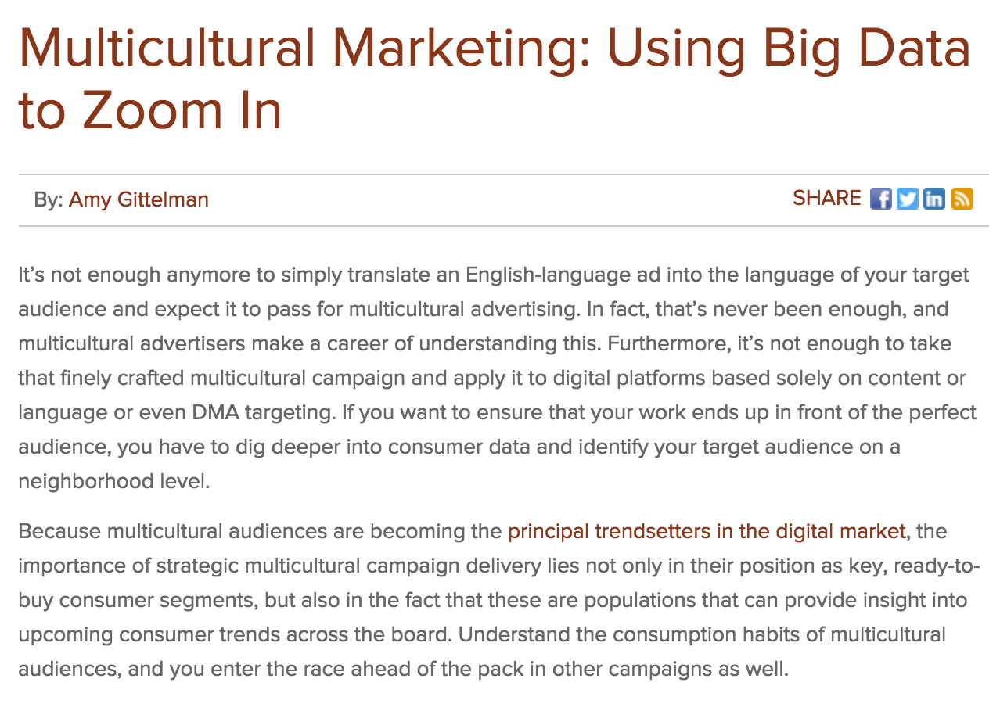 Multicultural Marketing: Using Big Data
to Zoom In
By: Amy Gittelman
SHARE
It’s not enough anymore to simply translate an English-language ad into the language of your target
audience and expect it to pass for multicultural advertising. In fact, that’s never been enough, and
multicultural advertisers make a career of understanding this. Furthermore, it’s not enough to take
that finely crafted multicultural campaign and apply it to digital platforms based solely on content or
language or even DMA targeting. If you want to ensure that your work ends up in front of the perfect
audience, you have to dig deeper into consumer data and identify your target audience on a
neighborhood level.
Because multicultural audiences are becoming the principal trendsetters in the digital market, the
importance of strategic multicultural campaign delivery lies not only in their position as key, ready-to-
buy consumer segments, but also in the fact that these are populations that can provide insight into
upcoming consumer trends across the board. Understand the consumption habits of multicultural
audiences, and you enter the race ahead of the pack in other campaigns as well.